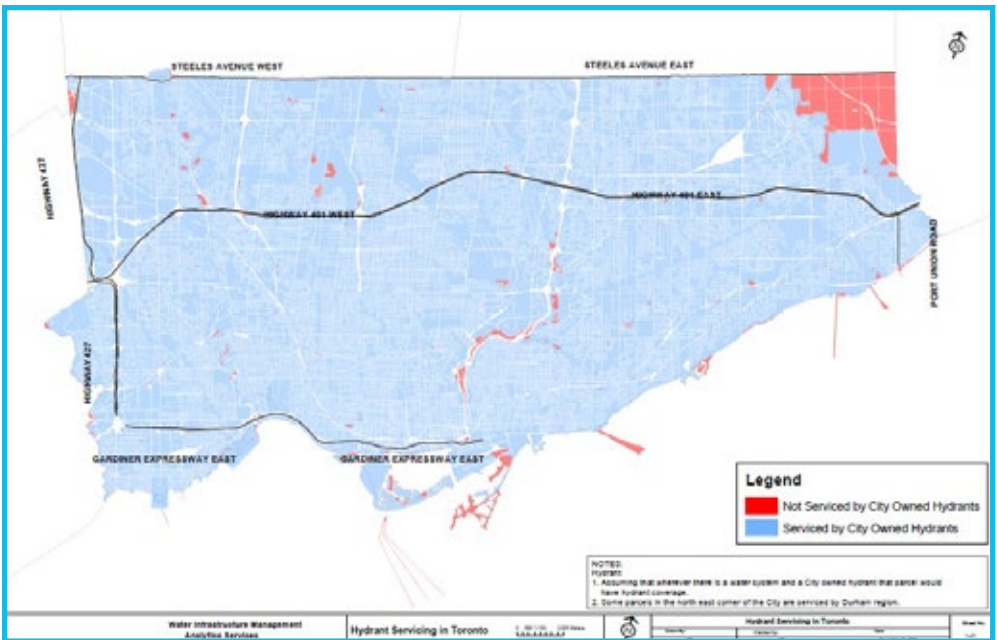 STEELES AVENUE WEST
STEELES AVENUE EAST
HIGHWAY 427
HIGHWAY 401 WEST
HIGHWAY 401 EAST
PORT UNION ROAD
HIGHWAY 427
GARDINER EXPRESSWAY EAST
GARDINER EXPRESSWAY EAST
Legend
Not Serviced by City Owned Hydrants
Serviced by City Owned Hydrants
NOTES:
Hydrant
1. Assuming that wherever there is a water system and a City owned hydrant that parcel would
have hydrant coverage.
2. Some parcels in the north east corner of the City are serviced by Durham region.
Water Infrastructure Management
Analytics Services
Hydrant Servicing in Toronto
Hydrant Servicing in Toronto
Sheet No.